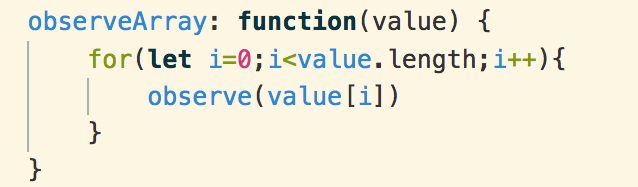 observeArray: function(value) {
    for(let i=0;i<value.length;i++){
        observe(value[i])
    }
}